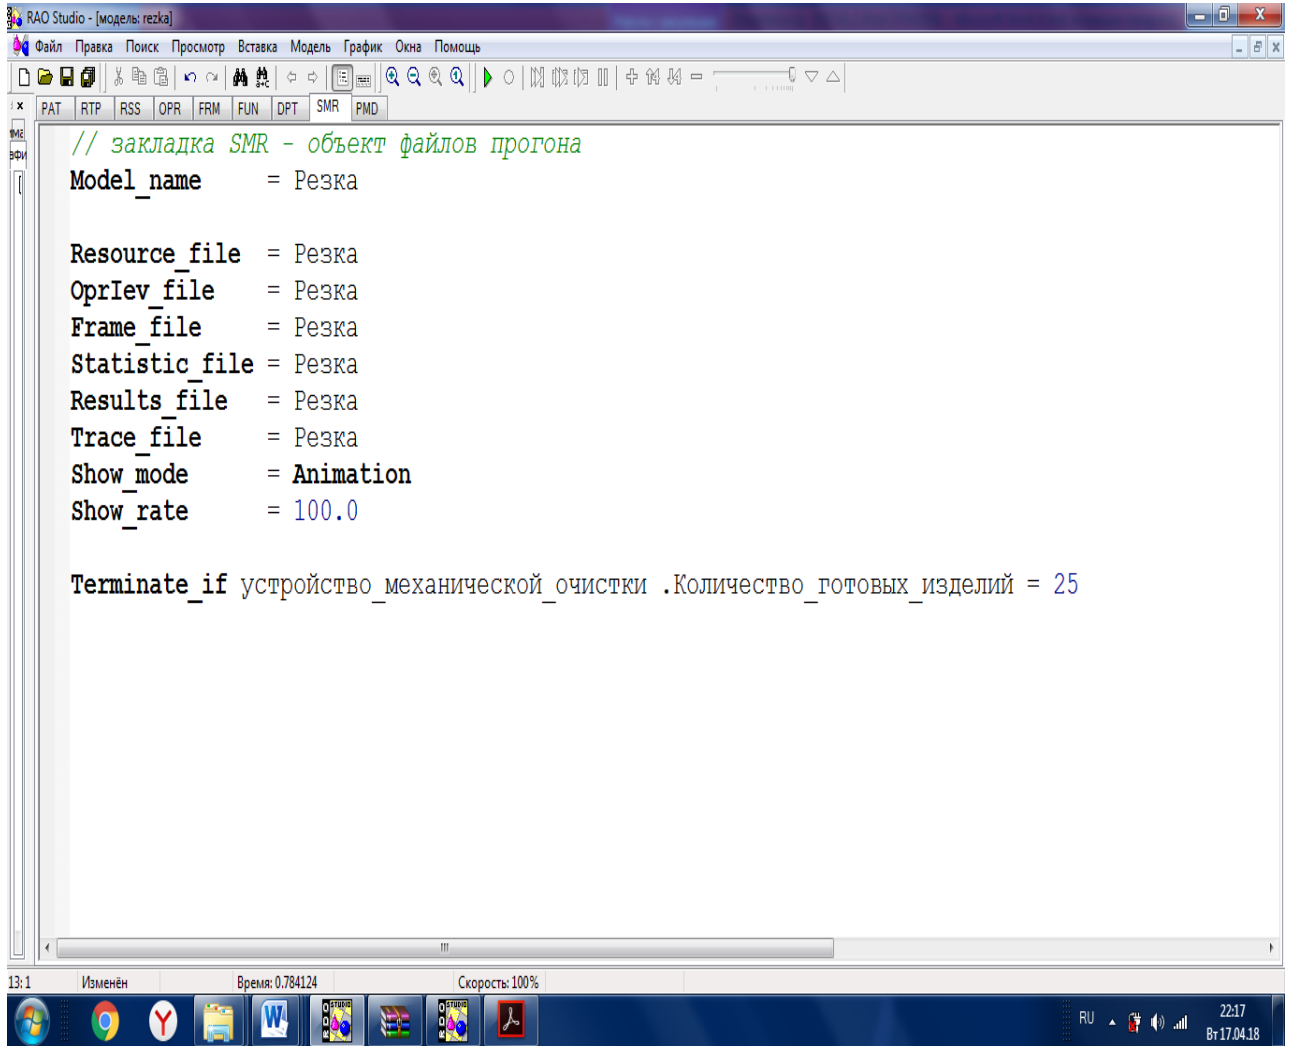 RAO Studio - [модель: rezka]
Файл Правка Поиск Просмотр Вставка Модель График Окна Помощь
PAT RTP RSS OPR FRM FUN DPT SMR PMD
// закладка SMR - объект файлов прогона
Model_name = Резка
Resource_file = Резка
OprIev_file = Резка
Frame_file = Резка
Statistic_file = Резка
Results_file = Резка
Trace_file = Резка
Show_mode = Animation
Show_rate = 100.0
Terminate_if устройство_механической_очистки .Количество_готовых_изделий = 25
13: 1 Изменён Время: 0.784124 Скорость: 100%
RU 22:17
Вт 17.04.18